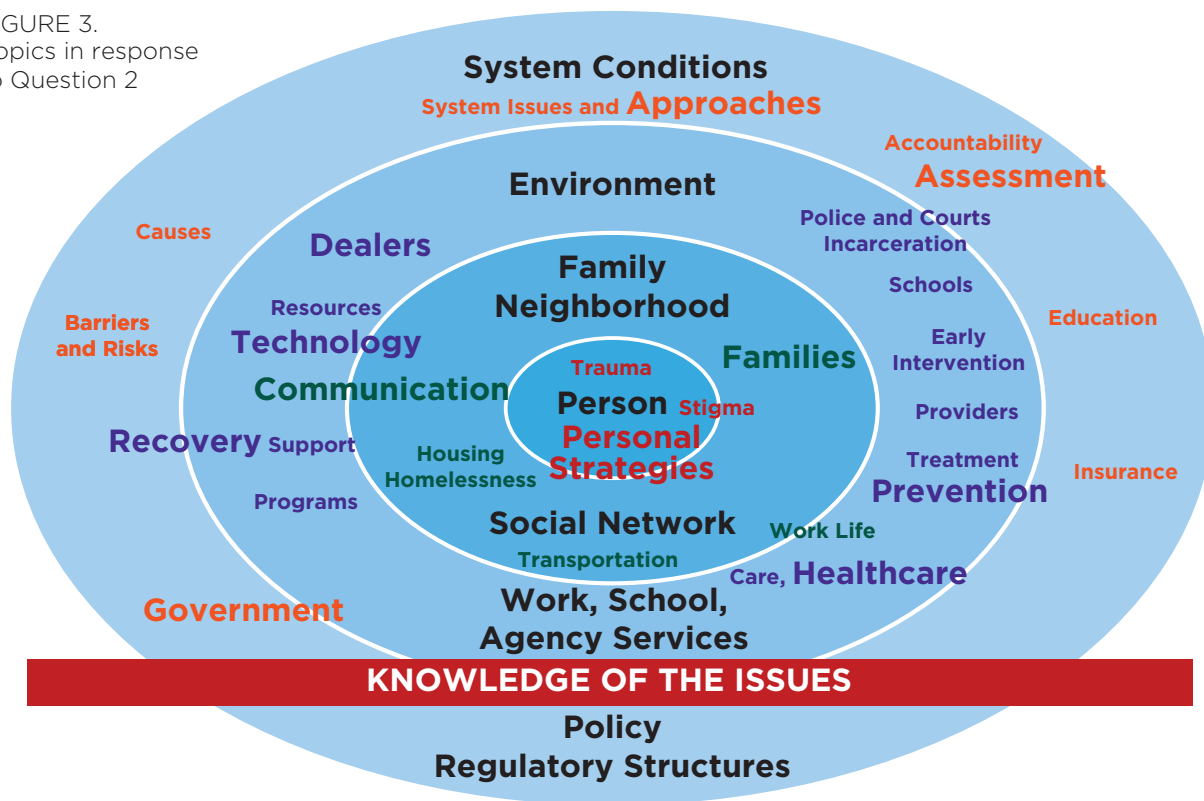 GURE 3.
opics in response
o Question 2
System Conditions
System Issues and Approaches
Accountability
Assessment
Environment
Police and Courts
Incarceration
Causes
Dealers
Family
Neighborhood
Schools
Resources
Technology
Barriers
and Risks
Education
Early
Intervention
Families
Trauma
Communication
Person Stigma
Personal
Strategies
Providers
Recovery Support
Housing
Homelessness
Treatment
Prevention
Insurance
Programs
Social Network
Work Life
Transportation
Care, Healthcare
Government
Work, School,
Agency Services
KNOWLEDGE OF THE ISSUES
Policy
Regulatory Structures